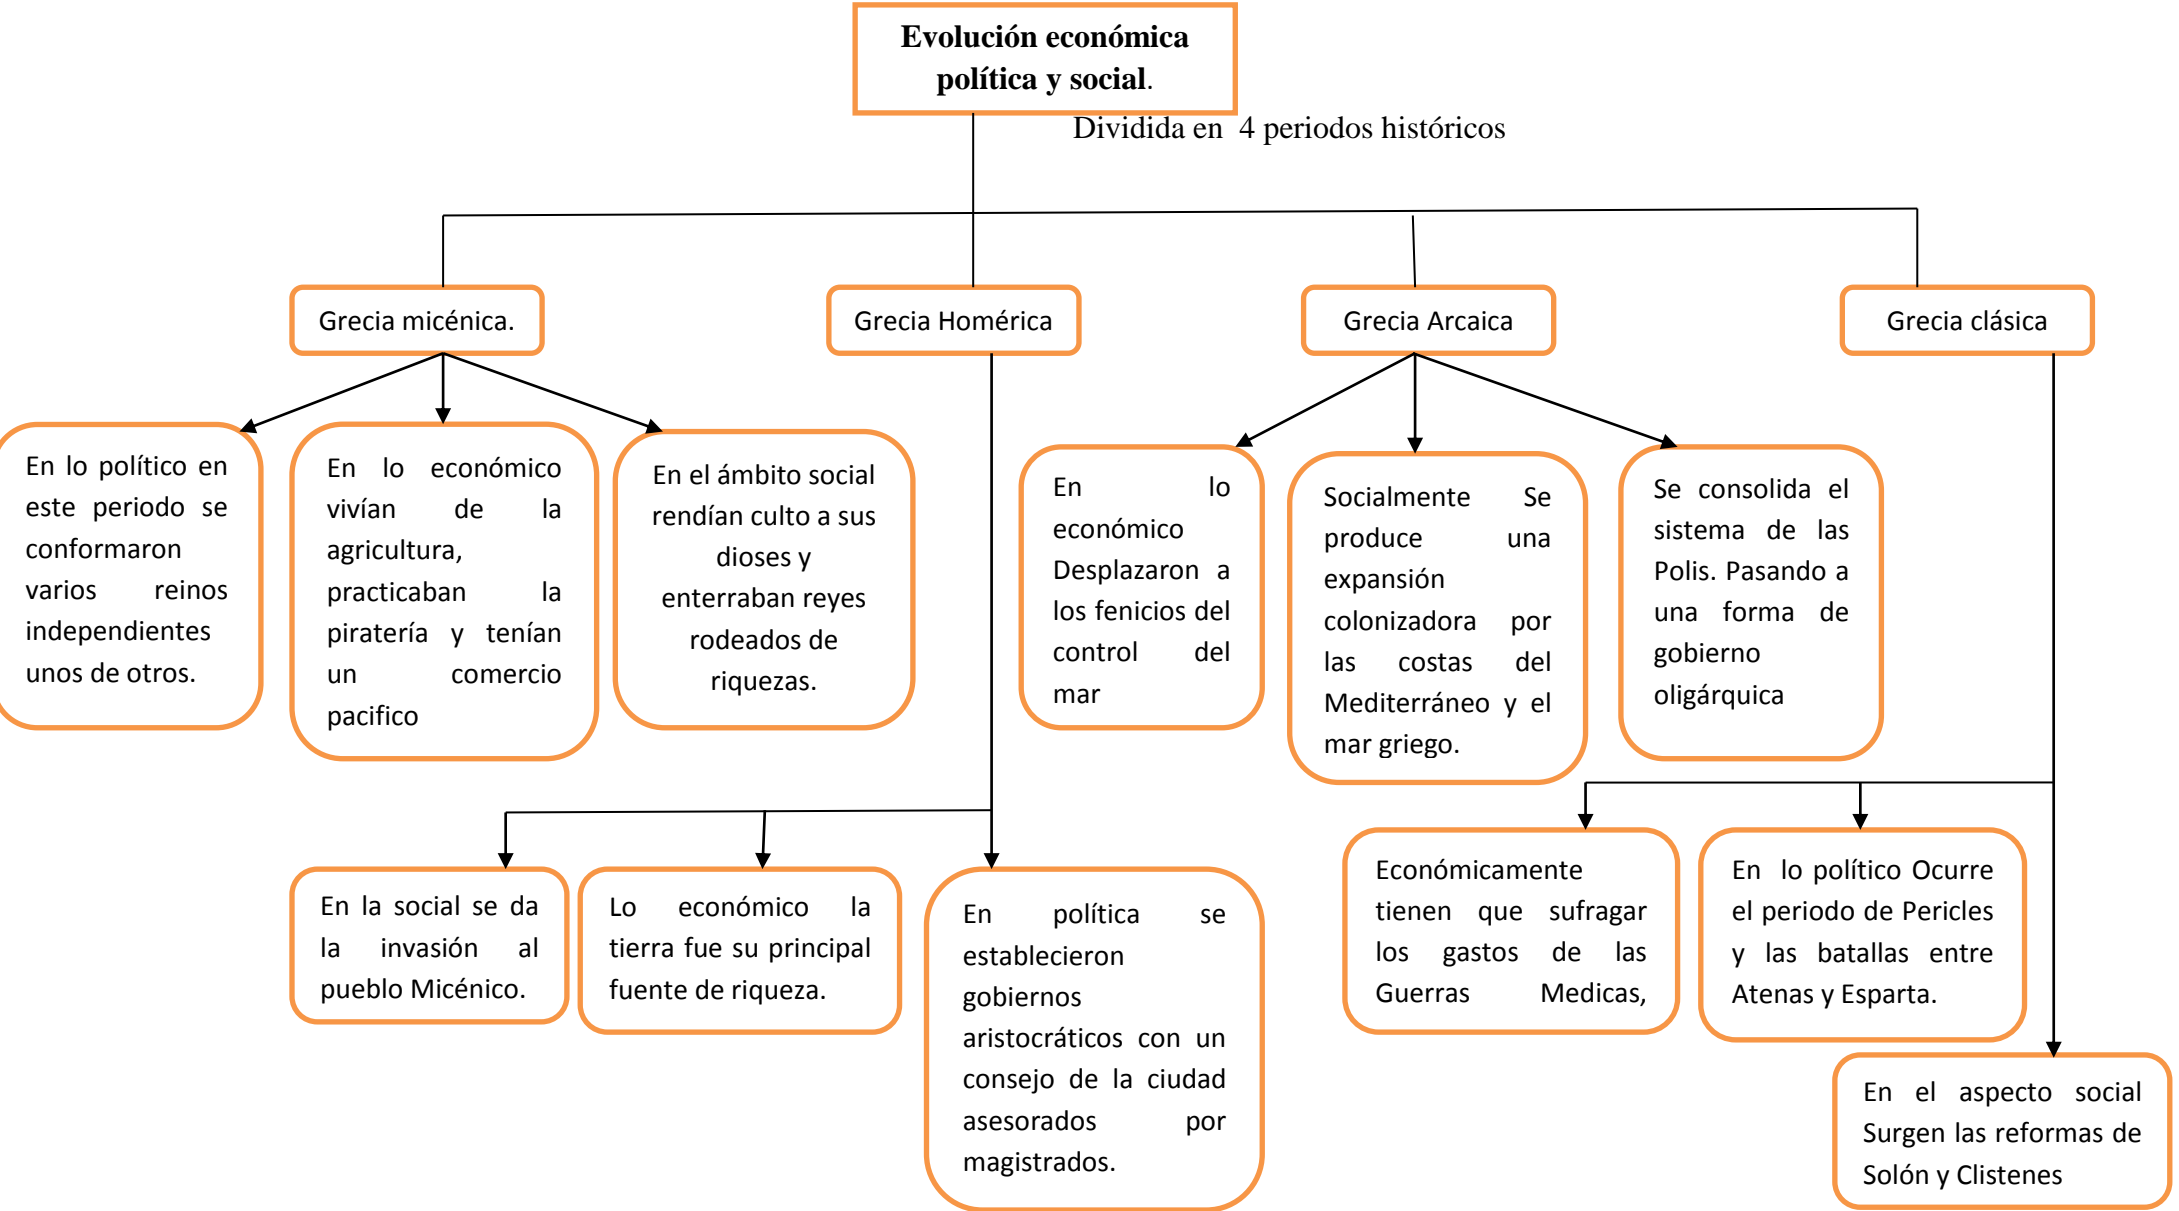 Evolución económica
política y social.
Dividida en 4 periodos históricos
Grecia micénica.
Grecia Homérica
Grecia Arcaica
Grecia clásica
En lo político en
este periodo se
conformaron
varios reinos
independientes
unos de otros.
En lo económico
vivían de la
agricultura,
practicaban la
piratería y tenían
un comercio
pacifico
En el ámbito social
rendían culto a sus
dioses y
enterraban reyes
rodeados de
riquezas.
En lo
económico
Desplazaron a
los fenicios del
control del
mar
Socialmente Se
produce una
expansión
colonizadora por
las costas del
Mediterráneo y el
mar griego.
Se consolida el
sistema de las
Polis. Pasando a
una forma de
gobierno
oligárquica
En la social se da
la invasión al
pueblo Micénico.
Lo económico la
tierra fue su principal
fuente de riqueza.
En política se
establecieron
gobiernos
aristocráticos con un
consejo de la ciudad
asesorados por
magistrados.
Económicamente
tienen que sufragar
los gastos de las
Guerras Medicas,
En lo político Ocurre
el periodo de Pericles
y las batallas entre
Atenas y Esparta.
En el aspecto social
Surgen las reformas de
Solón y Clistenes